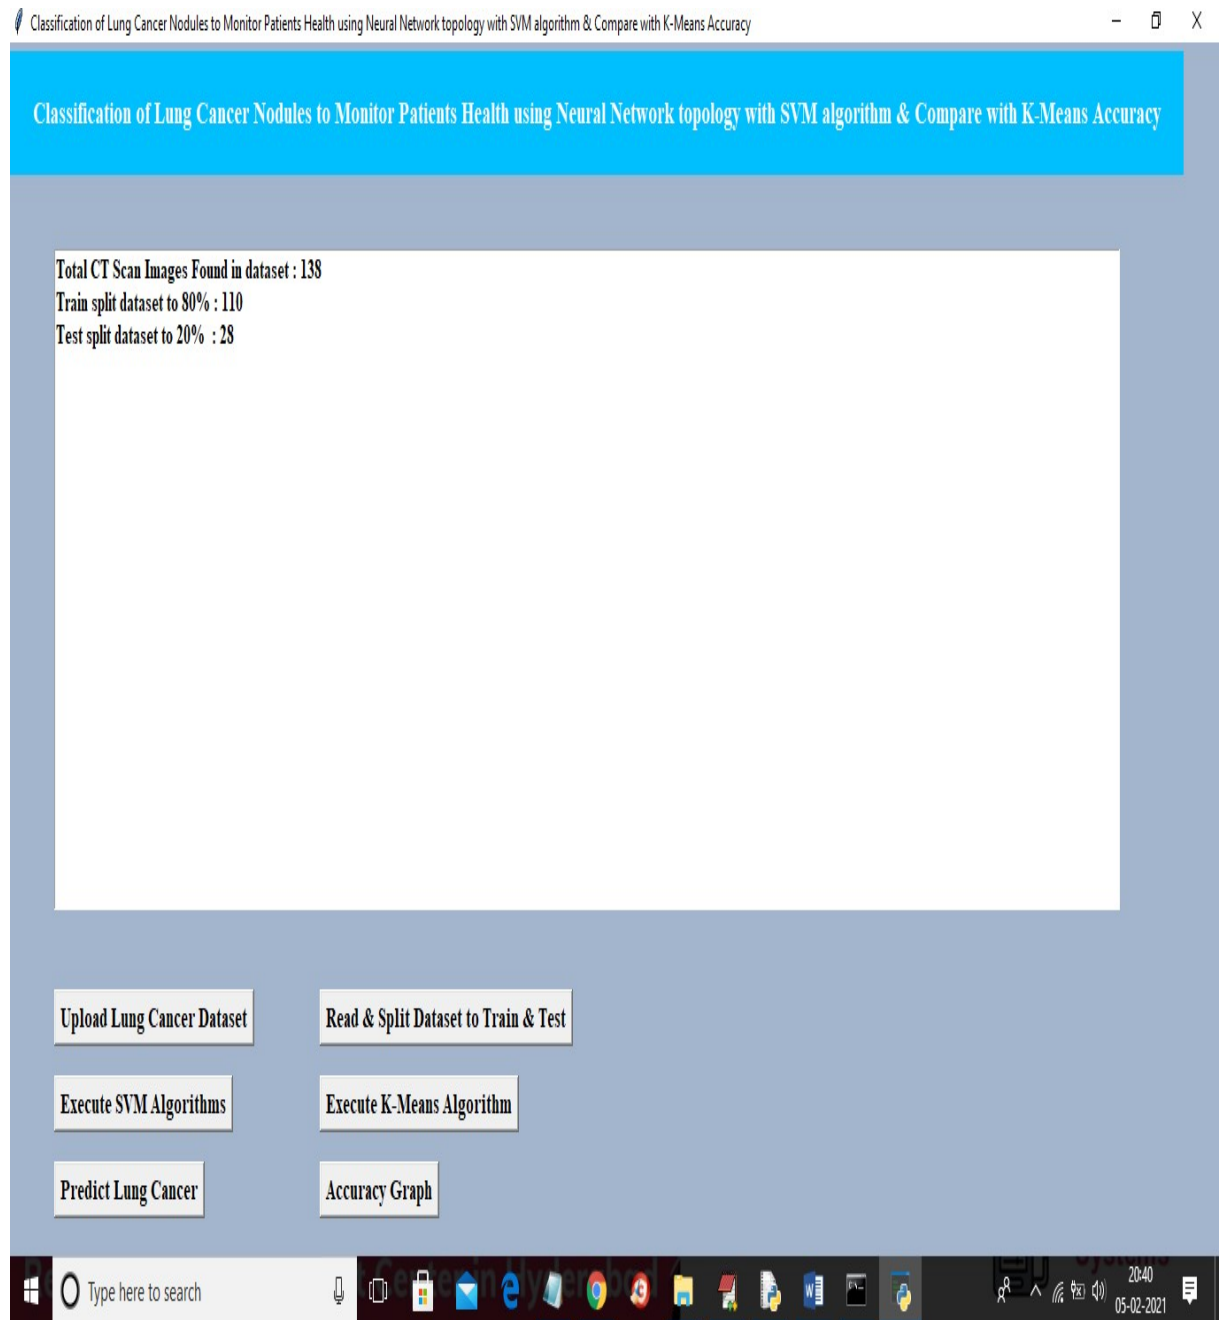 Classification of Lung Cancer Nodules to Monitor Patients Health using Neural Network topology with SVM algorithm & Compare with K-Means Accuracy
Classification of Lung Cancer Nodules to Monitor Patients Health using Neural Network topology with SVM algorithm & Compare with K-Means Accuracy
Total CT Scan Images Found in dataset : 138
Train split dataset to 80% : 110
Test split dataset to 20%  : 28
Upload Lung Cancer Dataset
Read & Split Dataset to Train & Test
Execute SVM Algorithms
Execute K-Means Algorithm
Predict Lung Cancer
Accuracy Graph
Type here to search
20:40
05-02-2021